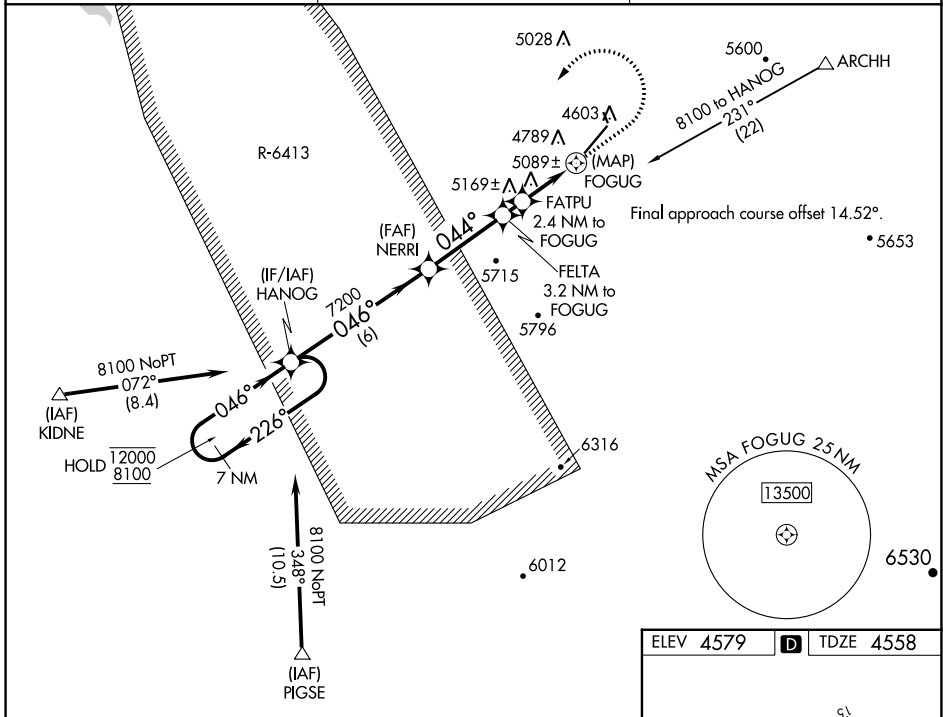 5028
5600
ARCHH
8100 to HANOG
231°
(22)
4603
4789
R-6413
5089±
(MAP)
FOGUG
5169±
FATPU
2.4 NM to
FOGUG
Final approach course offset 14.52°.
5653
(FAF)
NERRI
044°
5715
FELTA
3.2 NM to
FOGUG
(IF/IAF)
HANOG
7200
046°
(6)
5796
8100 NoPT
072°
(8.4)
(IAF)
KIDNE
046°
226°
HOLD
12000
8100
7 NM
6316
MSA FOGUG 25 NM
13500
8100 NoPT
348°
(10.5)
6012
6530
(IAF)
PIGSE
ELEV 4579
D
TDZE 4558
15